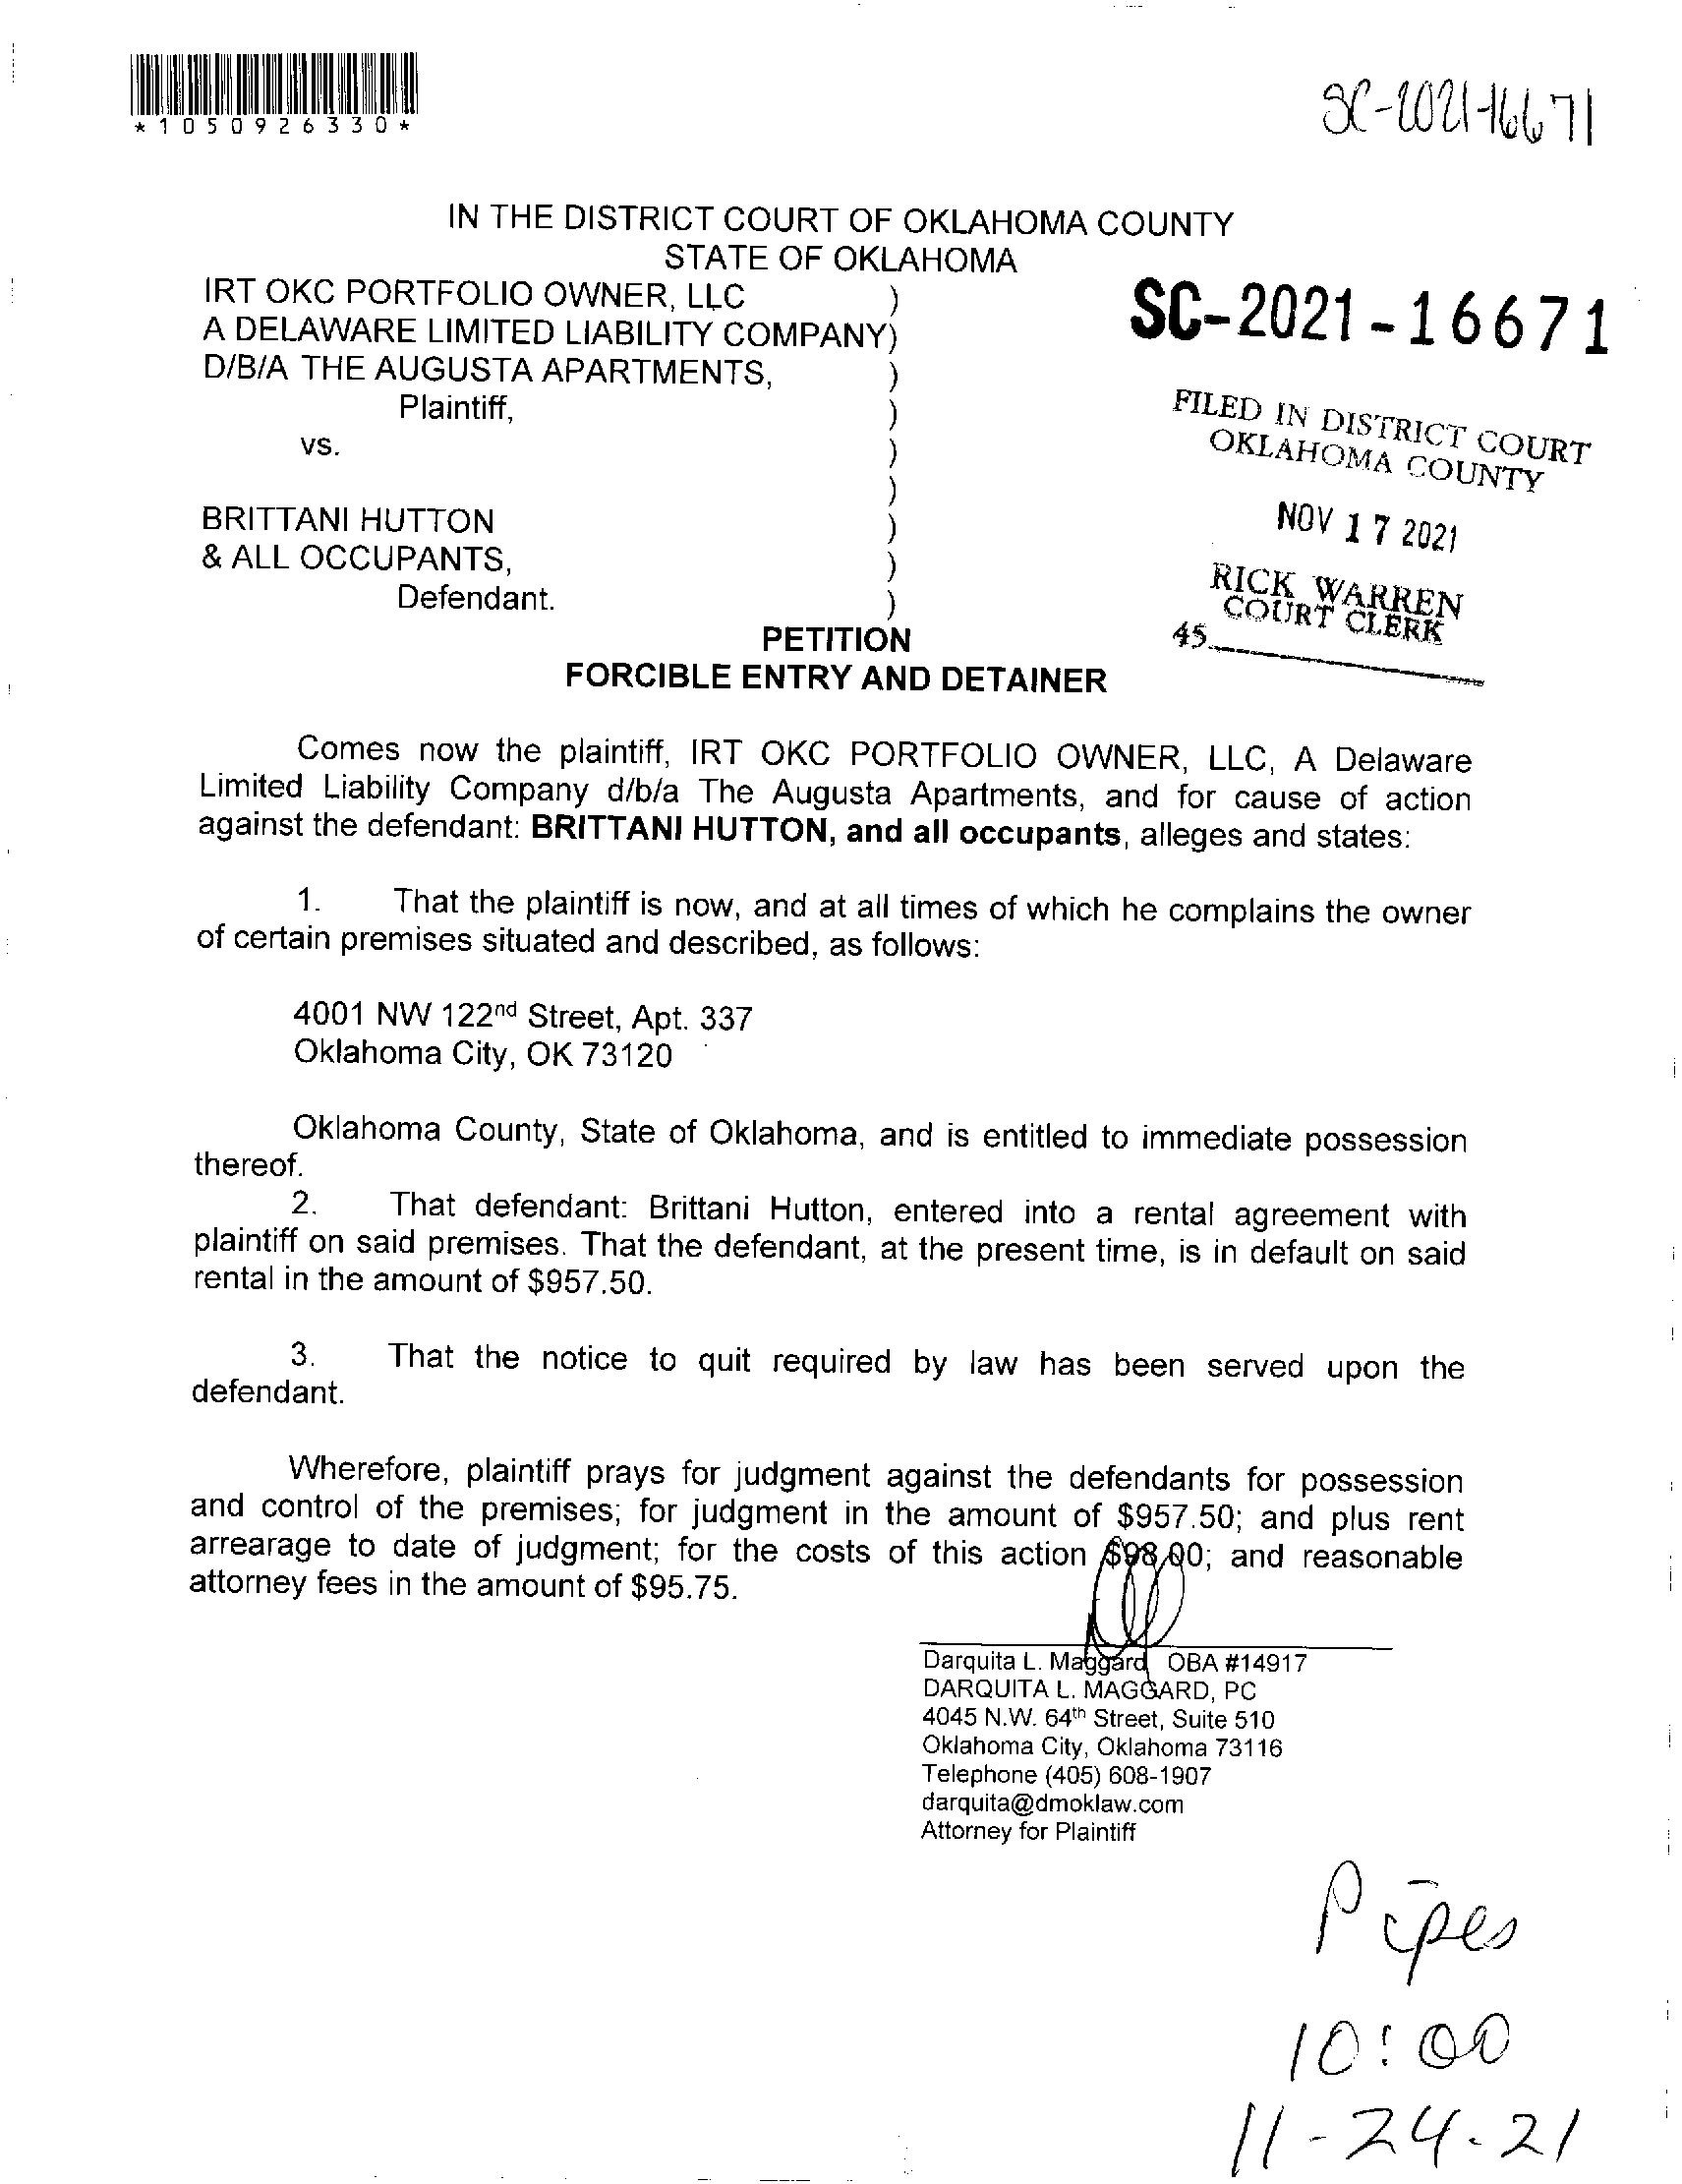 *1050926330*
SC-2021-16671
IN THE DISTRICT COURT OF OKLAHOMA COUNTY
STATE OF OKLAHOMA
IRT OKC PORTFOLIO OWNER, LLC )
A DELAWARE LIMITED LIABILITY COMPANY)
D/B/A THE AUGUSTA APARTMENTS, )
Plaintiff, )
vs. )
)
BRITTANI HUTTON )
& ALL OCCUPANTS, )
Defendant. )
SC-2021-16671
FILED IN DISTRICT COURT
OKLAHOMA COUNTY
NOV 17 2021
RICK WARREN
COURT CLERK
45
PETITION
FORCIBLE ENTRY AND DETAINER
Comes now the plaintiff, IRT OKC PORTFOLIO OWNER, LLC, A Delaware
Limited Liability Company d/b/a The Augusta Apartments, and for cause of action
against the defendant: BRITTANI HUTTON, and all occupants, alleges and states:
1. That the plaintiff is now, and at all times of which he complains the owner
of certain premises situated and described, as follows:
4001 NW 122nd Street, Apt. 337
Oklahoma City, OK 73120
Oklahoma County, State of Oklahoma, and is entitled to immediate possession
thereof.
2. That defendant: Brittani Hutton, entered into a rental agreement with
plaintiff on said premises. That the defendant, at the present time, is in default on said
rental in the amount of $957.50.
3. That the notice to quit required by law has been served upon the
defendant.
Wherefore, plaintiff prays for judgment against the defendants for possession
and control of the premises; for judgment in the amount of $957.50; and plus rent
arrearage to date of judgment; for the costs of this action $98.00; and reasonable
attorney fees in the amount of $95.75.
Darquita L. Maggard OBA #14917
DARQUITA L. MAGGARD, PC
4045 N.W. 64th Street, Suite 510
Oklahoma City, Oklahoma 73116
Telephone (405) 608-1907
darquita@dmoklaw.com
Attorney for Plaintiff
Pipes
10:00
11-24-21